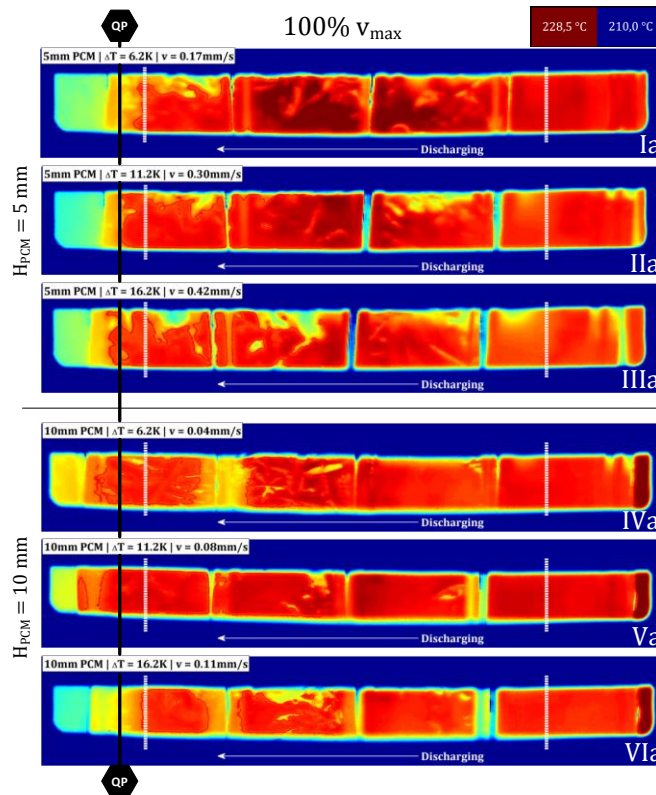 QP
100% vmax
228,5 °C
210,0 °C
HPCM = 5 mm
5mm PCM | ΔT = 6.2K | v = 0.17mm/s
Discharging
Ia
5mm PCM | ΔT = 11.2K | v = 0.30mm/s
Discharging
IIa
5mm PCM | ΔT = 16.2K | v = 0.42mm/s
Discharging
IIIa
HPCM = 10 mm
10mm PCM | ΔT = 6.2K | v = 0.04mm/s
Discharging
IVa
10mm PCM | ΔT = 11.2K | v = 0.08mm/s
Discharging
Va
10mm PCM | ΔT = 16.2K | v = 0.11mm/s
Discharging
VIa
QP